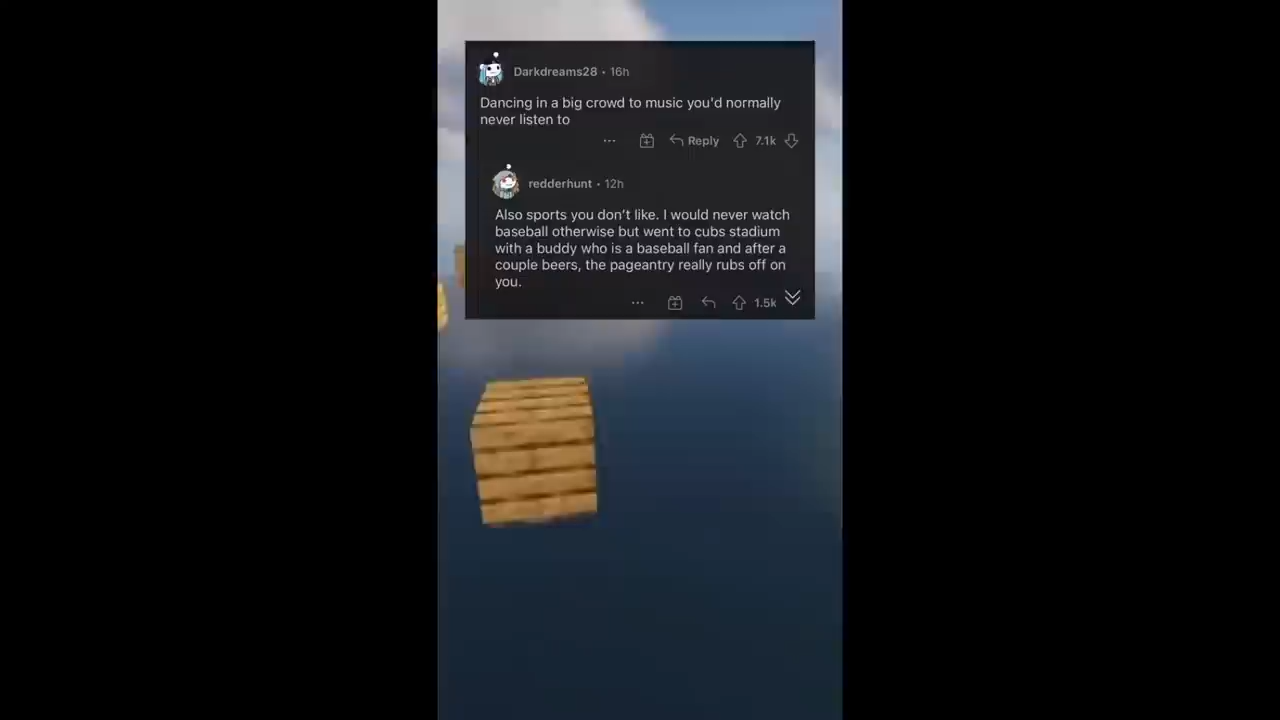 Darkdreams28 • 16h
Dancing in a big crowd to music you'd normally
never listen to
... Reply 7.1k
redderhunt • 12h
Also sports you don't like. I would never watch
baseball otherwise but went to cubs stadium
with a buddy who is a baseball fan and after a
couple beers, the pageantry really rubs off on
you.
... 1.5k